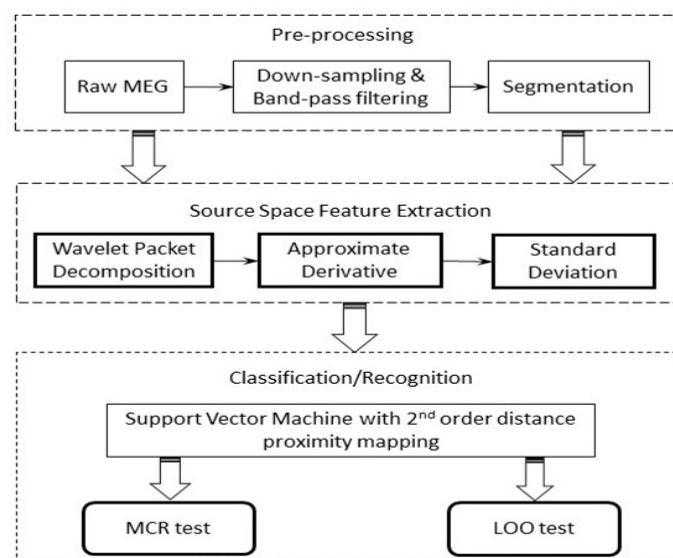 Pre-processing
Raw MEG
Down-sampling &
Band-pass filtering
Segmentation
Source Space Feature Extraction
Wavelet Packet
Decomposition
Approximate
Derivative
Standard
Deviation
Classification/Recognition
Support Vector Machine with 2nd order distance
proximity mapping
MCR test
LOO test